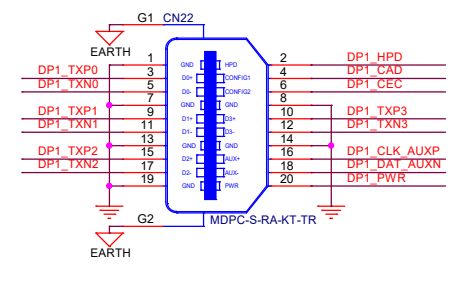 G1 CN22
EARTH
1 GND HPD 2 DP1_HPD
DP1_TXP0 3 D0+ CONFIG1 4 DP1_CAD
DP1_TXN0 5 D0- CONFIG2 6 DP1_CEC
7 GND GND 8
DP1_TXP1 9 D1+ D3+ 10 DP1_TXP3
DP1_TXN1 11 D1- D3- 12 DP1_TXN3
13 GND GND 14
DP1_TXP2 15 D2+ AUX+ 16 DP1_CLK_AUXP
DP1_TXN2 17 D2- AUX- 18 DP1_DAT_AUXN
19 GND PWR 20 DP1_PWR
G2 MDPC-S-RA-KT-TR
EARTH